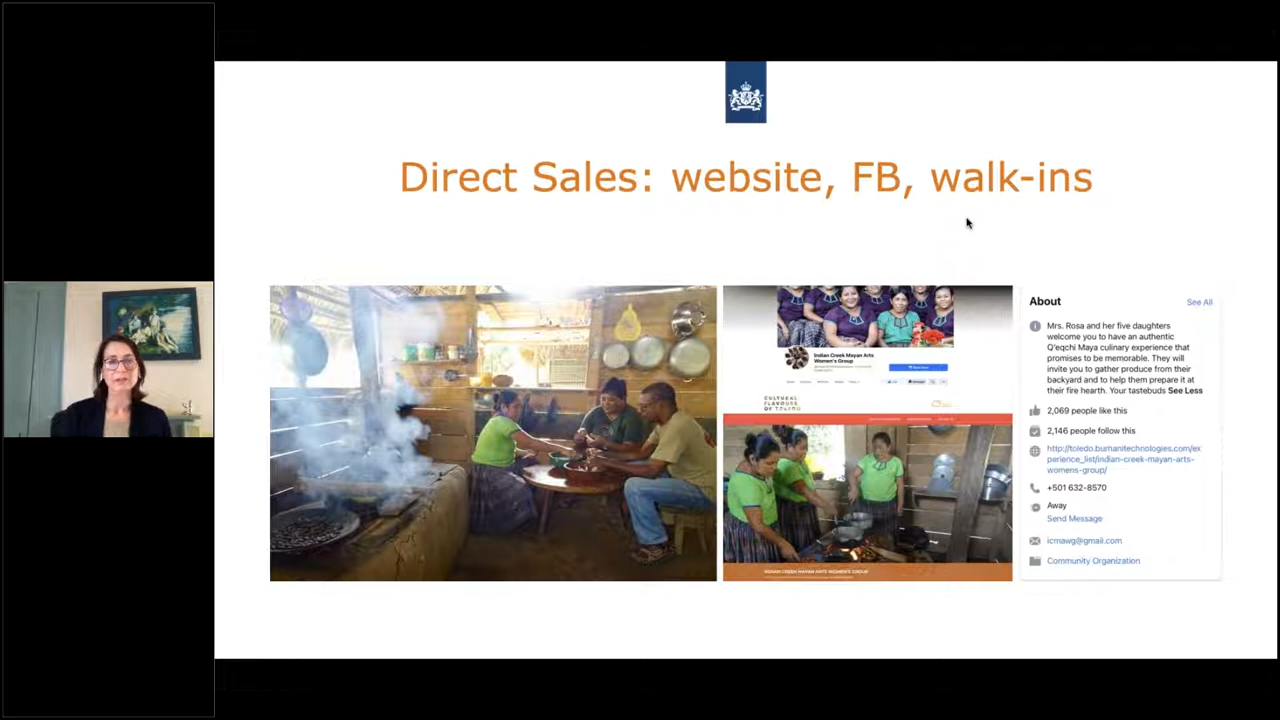 Direct Sales: website, FB, walk-ins
Indian Creek Mayan Arts
Women's Group
CULTURAL
FLAVOURS
OF TOLEDO
INDIAN CREEK MAYAN ARTS WOMEN'S GROUP
About
See All
Mrs. Rosa and her five daughters
welcome you to have an authentic
Q'eqchi Maya culinary experience that
promises to be memorable. They will
invite you to gather produce from their
backyard and to help them prepare it at
their fire hearth. Your tastebuds See Less
2,069 people like this
2,146 people follow this
http://toledo.burnanitechnologies.com/ex
perience_list/indian-creek-mayan-arts-
womens-group/
+501 632-8570
Away
Send Message
icmawg@gmail.com
Community Organization